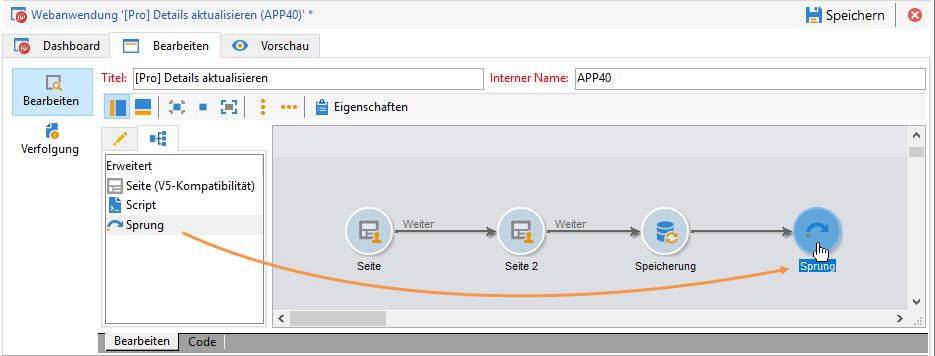 Webanwendung '[Pro] Details aktualisieren (APP40)' *
Speichern
Dashboard Bearbeiten Vorschau
Bearbeiten
Verfolgung
Titel: [Pro] Details aktualisieren Interner Name: APP40
Eigenschaften
Erweitert
Seite (V5-Kompatibilität)
Script
Sprung
Weiter Weiter
Seite Seite 2 Speicherung Sprung
Bearbeiten Code